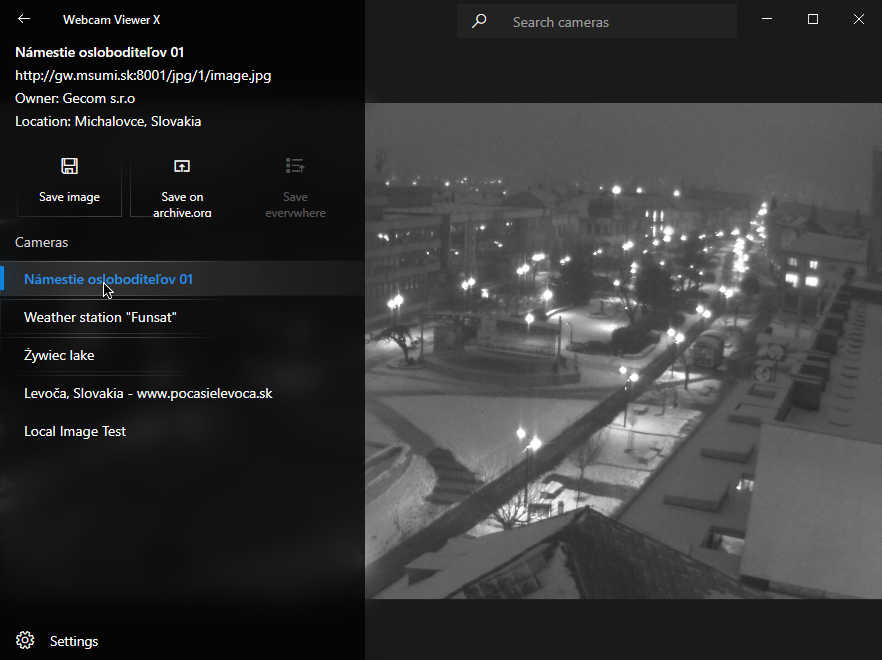 Webcam Viewer X
Search cameras
Námestie osloboditeľov 01
http://gw.msumi.sk:8001/jpg/1/image.jpg
Owner: Gecom s.r.o
Location: Michalovce, Slovakia
Save image
Save on
archive.org
Save
everywhere
Cameras
Námestie osloboditeľov 01
Weather station "Funsat"
Żywiec lake
Levoča, Slovakia - www.pocasielevoca.sk
Local Image Test
Settings